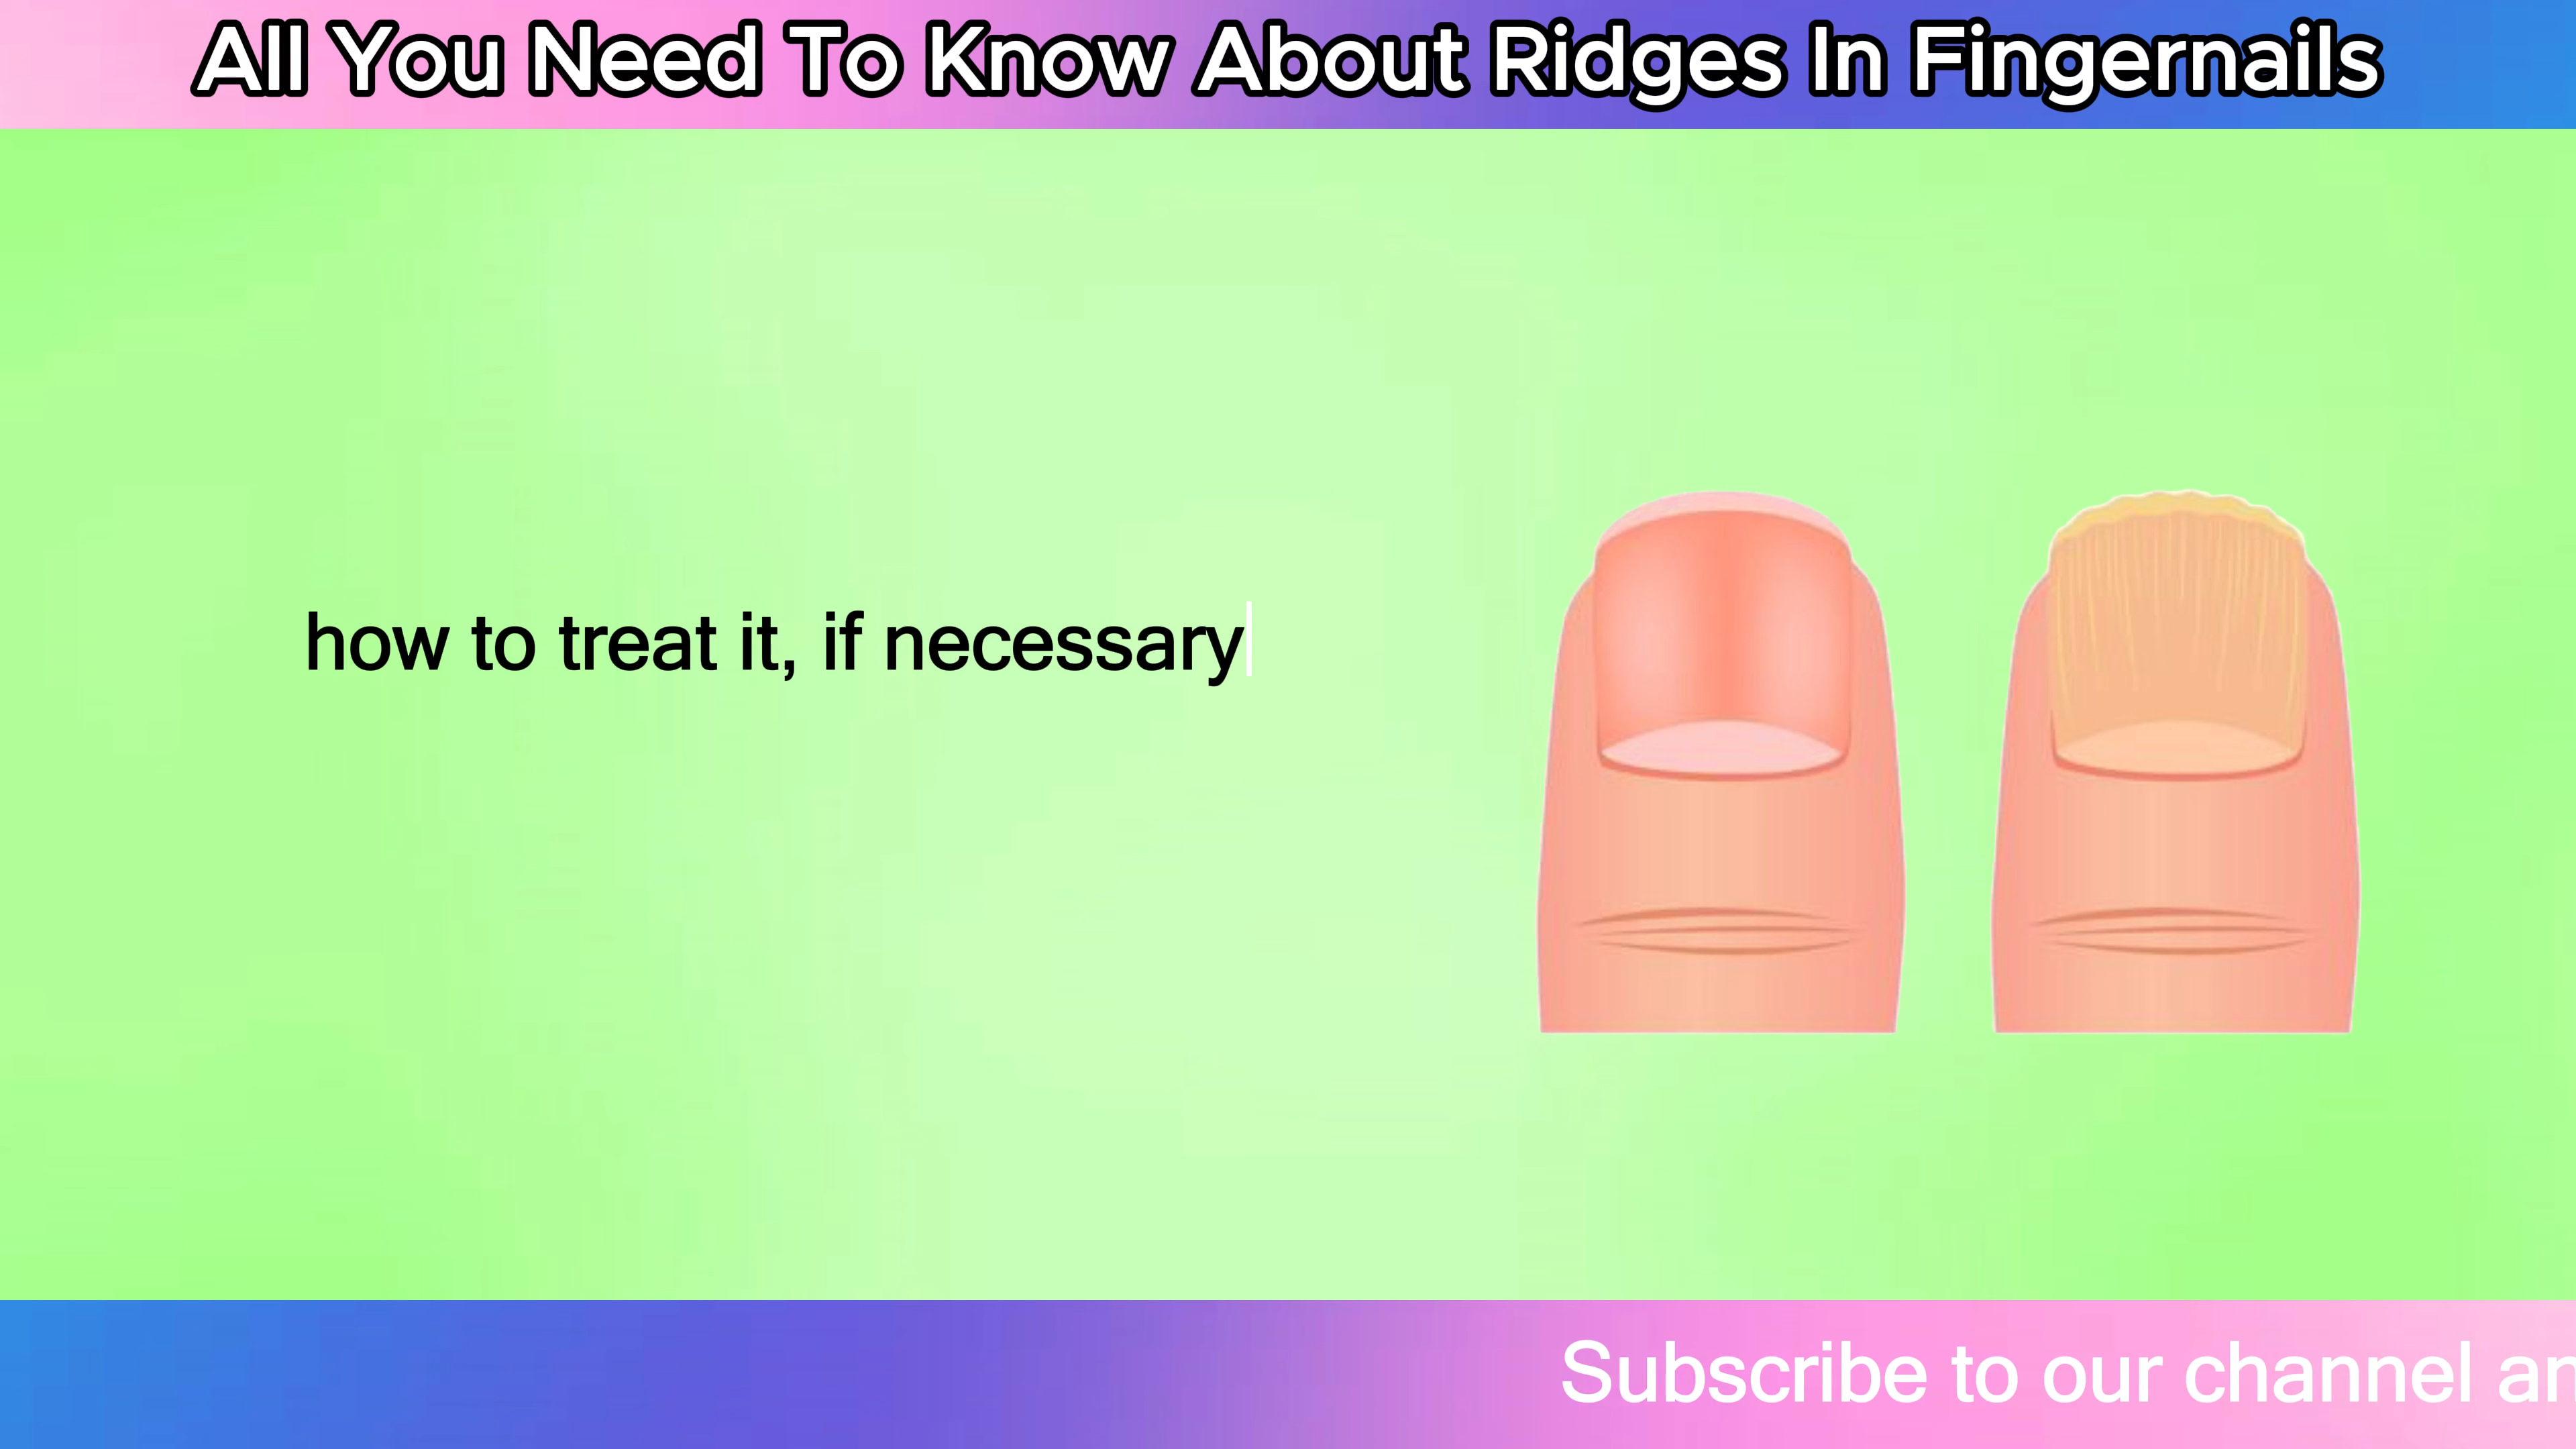 All You Need To Know About Ridges In Fingernails
how to treat it, if necessary
Subscribe to our channel an